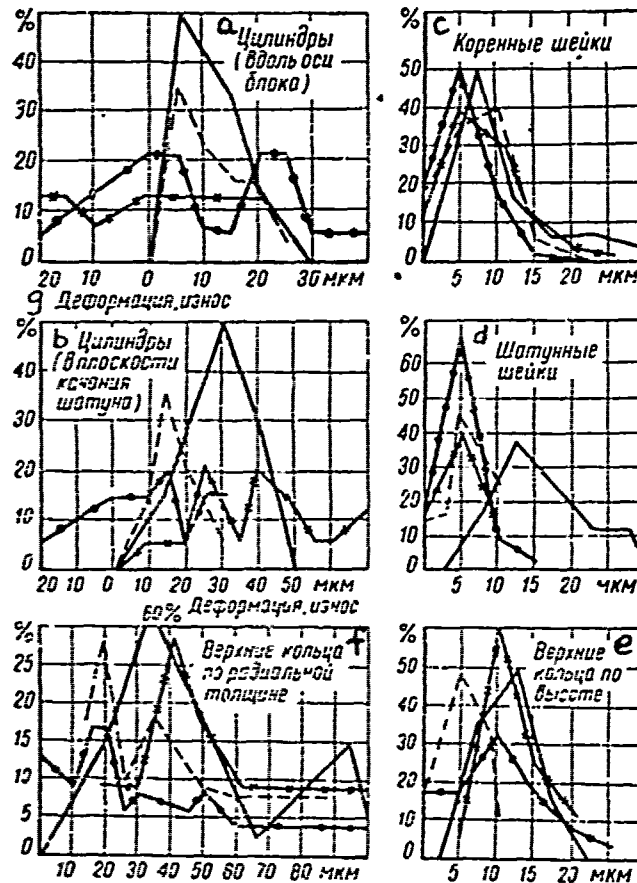 %
a
Цилиндры
(вдоль оси
блока)
40
30
20
10
0
20 10 0 10 20 30 мкм
g Деформация, износ
%
c
Коренные шейки
50
40
30
20
10
0
5 10 15 20 мкм
%
b Цилиндры
(в плоскости
качания
шатуна)
40
30
20
10
0
20 10 0 10 20 30 40 50 мкм
Деформация, износ
%
d
Шатунные
шейки
60
50
40
30
20
10
0
5 10 15 20 мкм
60%
%
f
Верхние кольца
по радиальной
толщине
25
20
15
10
5
0
10 20 30 40 50 60 70 80 мкм
%
e
Верхние
кольца по
высоте
50
40
30
20
10
0
5 10 15 20 мкм